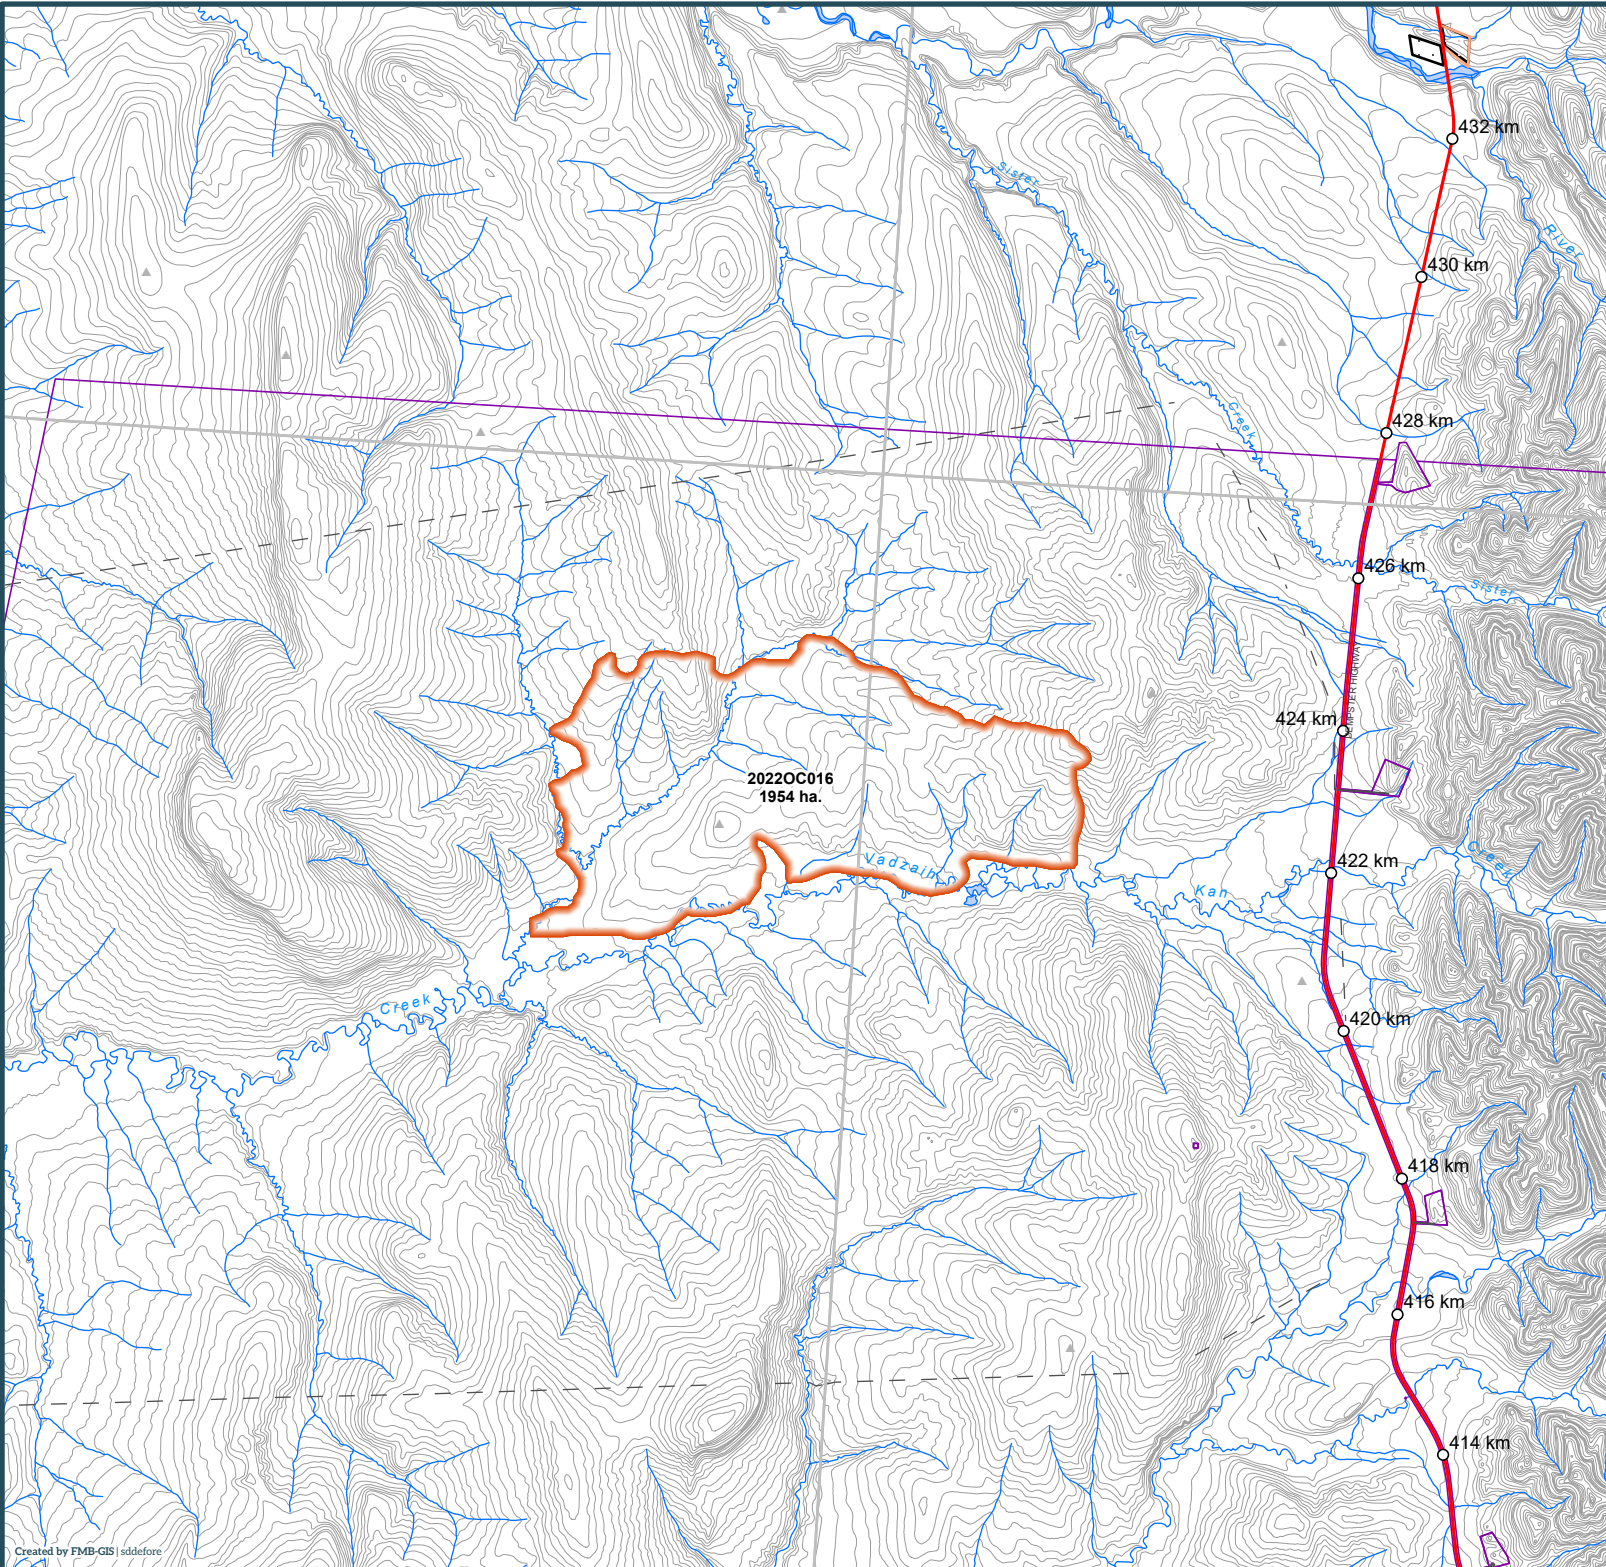 432 km
Sister
River
430 km
Creek
428 km
426 km
Sister
DEMPSTER HIGHWAY
424 km
2022OC016
1954 ha.
422 km
Creek
Vadzaih
Kan
Creek
420 km
418 km
416 km
414 km
Created by FMB-GIS | sddefore